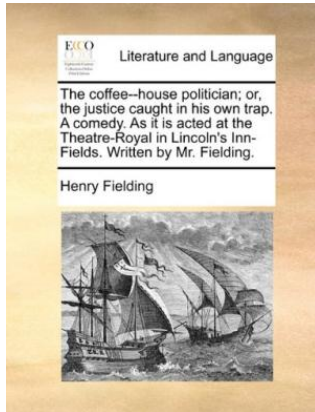 ECCO
Literature and Language
The coffee--house politician; or,
the justice caught in his own trap.
A comedy. As it is acted at the
Theatre-Royal in Lincoln's Inn-
Fields. Written by Mr. Fielding.
Henry Fielding